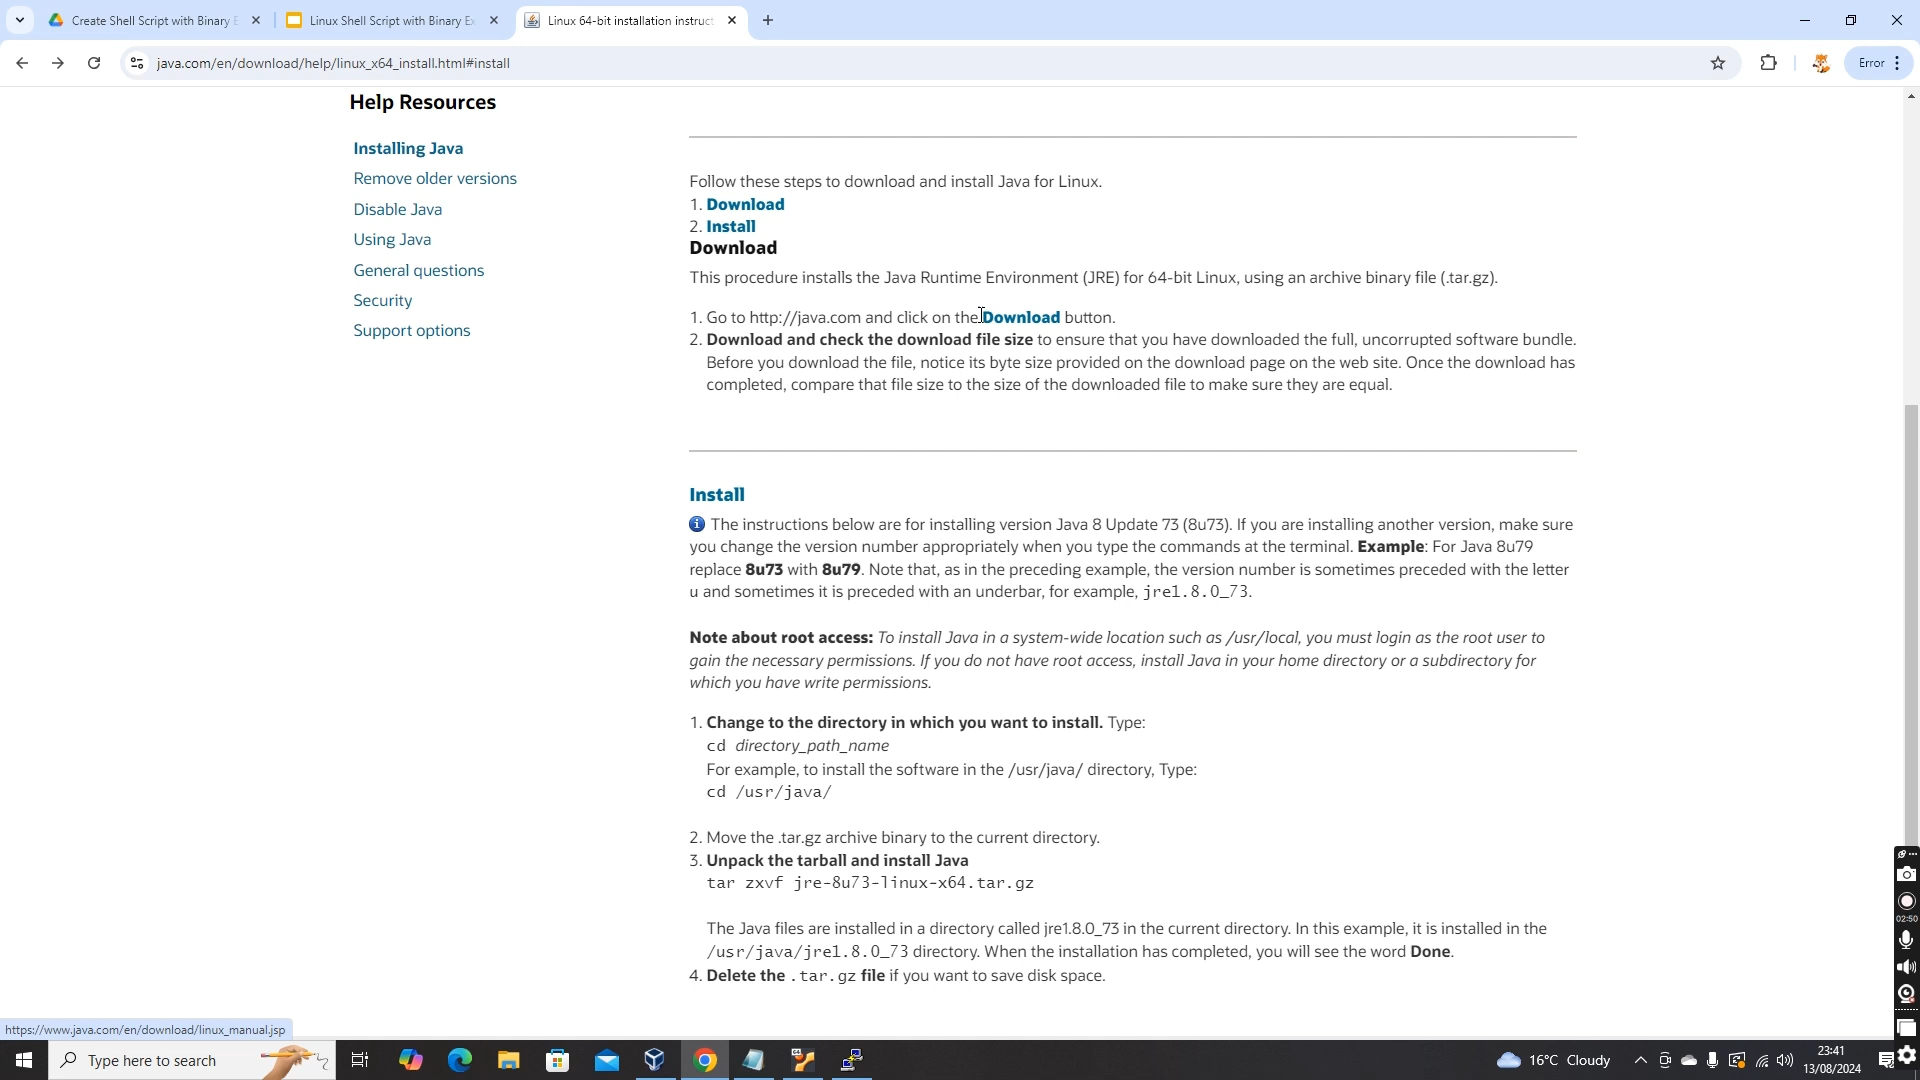 Create Shell Script with Binary E
Linux Shell Script with Binary Ex
Linux 64-bit installation instruct
java.com/en/download/help/linux_x64_install.html#install
Error
Help Resources
Installing Java
Remove older versions
Disable Java
Using Java
General questions
Security
Support options
Follow these steps to download and install Java for Linux.
1. Download
2. Install
Download
This procedure installs the Java Runtime Environment (JRE) for 64-bit Linux, using an archive binary file (.tar.gz).
1. Go to http://java.com and click on the Download button.
2. Download and check the download file size to ensure that you have downloaded the full, uncorrupted software bundle.
Before you download the file, notice its byte size provided on the download page on the web site. Once the download has
completed, compare that file size to the size of the downloaded file to make sure they are equal.
Install
The instructions below are for installing version Java 8 Update 73 (8u73). If you are installing another version, make sure
you change the version number appropriately when you type the commands at the terminal. Example: For Java 8u79
replace 8u73 with 8u79. Note that, as in the preceding example, the version number is sometimes preceded with the letter
u and sometimes it is preceded with an underbar, for example, jre1.8.0_73.
Note about root access: To install Java in a system-wide location such as /usr/local, you must login as the root user to
gain the necessary permissions. If you do not have root access, install Java in your home directory or a subdirectory for
which you have write permissions.
1. Change to the directory in which you want to install. Type:
cd directory_path_name
For example, to install the software in the /usr/java/ directory, Type:
cd /usr/java/
2. Move the .tar.gz archive binary to the current directory.
3. Unpack the tarball and install Java
tar zxvf jre-8u73-linux-x64.tar.gz
The Java files are installed in a directory called jre1.8.0_73 in the current directory. In this example, it is installed in the
/usr/java/jre1.8.0_73 directory. When the installation has completed, you will see the word Done.
4. Delete the .tar.gz file if you want to save disk space.
02:50
https://www.java.com/en/download/linux_manual.jsp
Type here to search
16°C Cloudy
23:41
13/08/2024